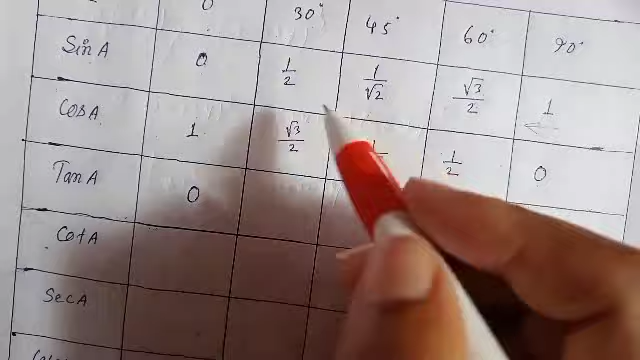 0 30° 45° 60° 90°
Sin A 0 1/2 1/√2 √3/2 1
Cos A 1 √3/2 1/2 0
Tan A 0
Cot A
Sec A